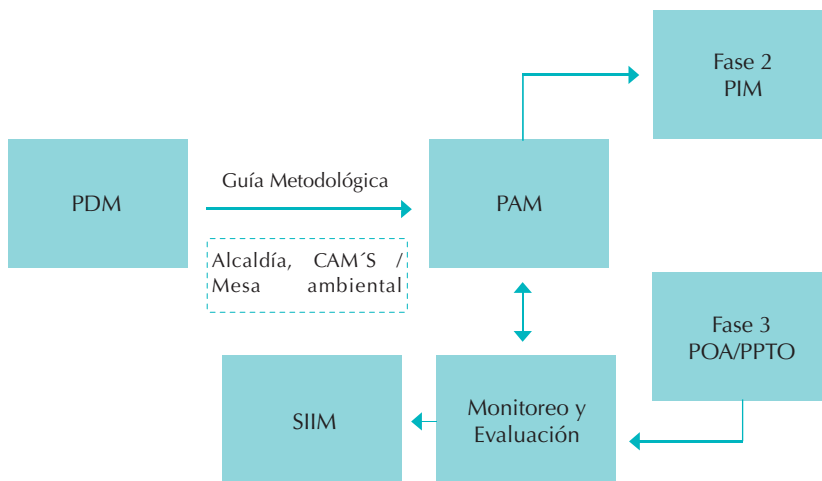 Fase 2
PIM
PDM
Guía Metodológica
PAM
Alcaldía, CAM´S /
Mesa ambiental
Fase 3
POA/PPTO
SIIM
Monitoreo y
Evaluación